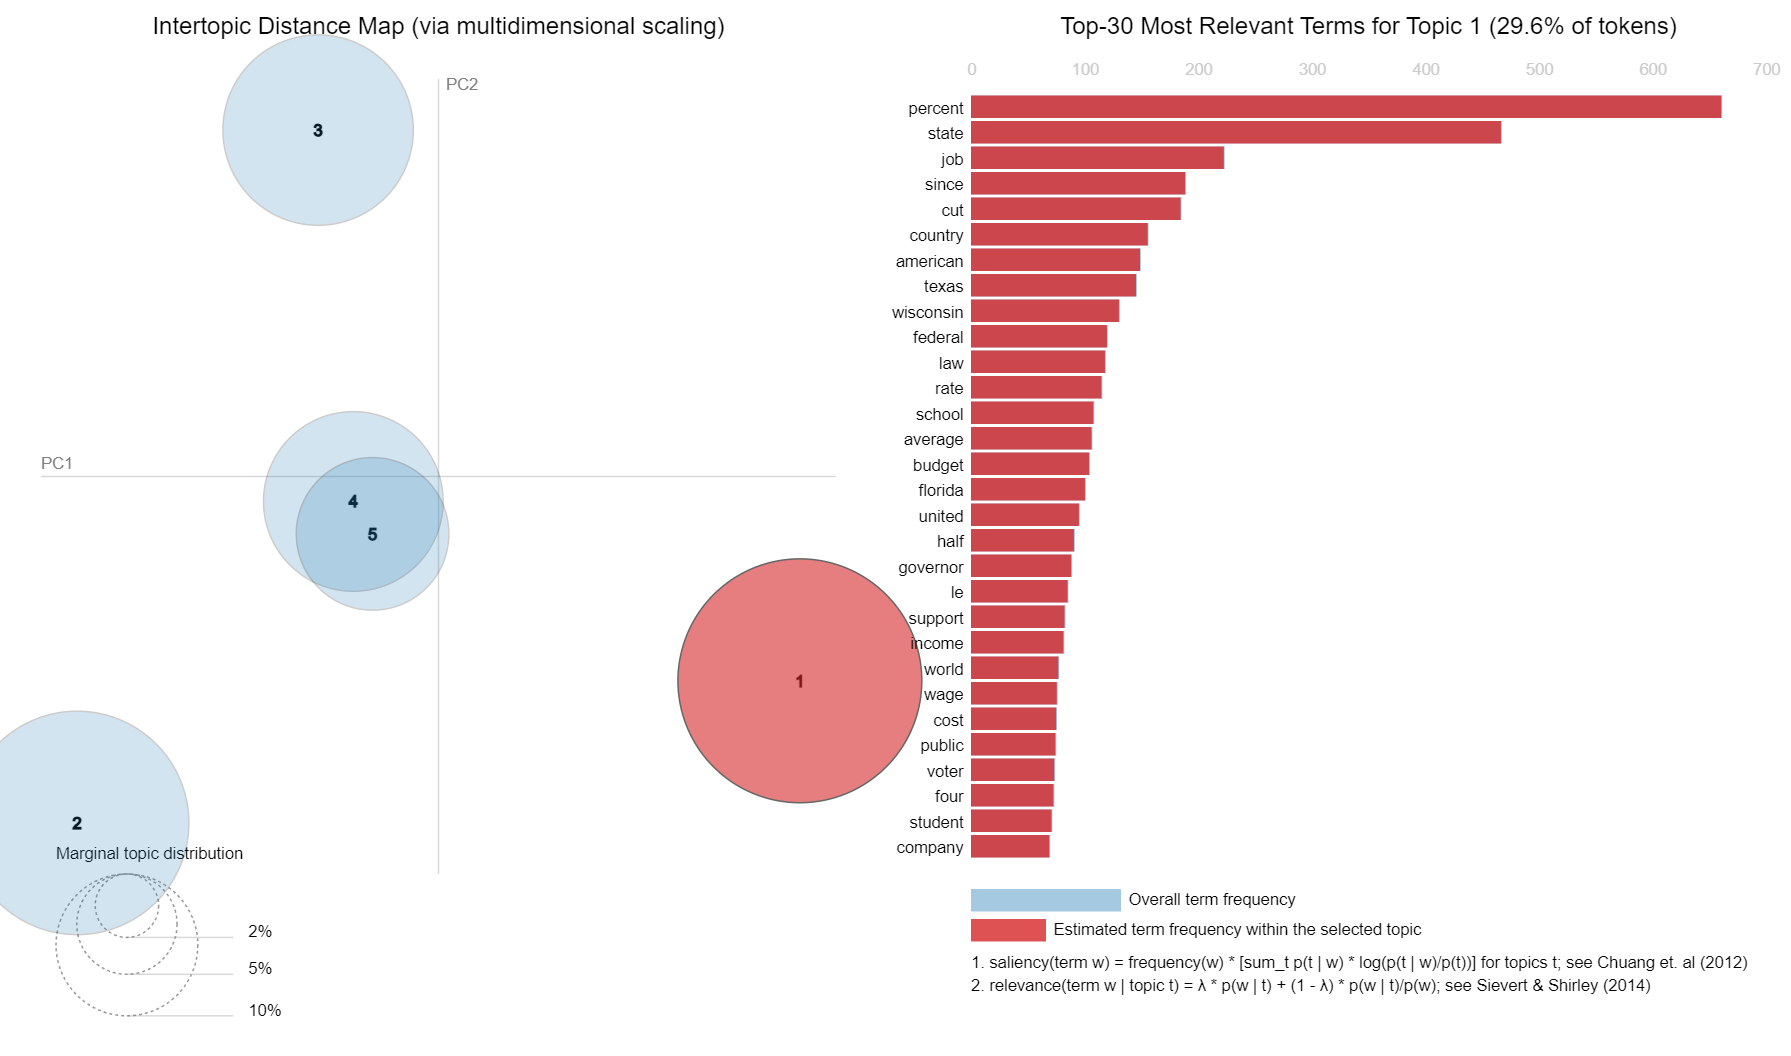 Intertopic Distance Map (via multidimensional scaling)
PC2
3
PC1
4
5
1
2
Marginal topic distribution
2%
5%
10%
Top-30 Most Relevant Terms for Topic 1 (29.6% of tokens)
0 100 200 300 400 500 600 700
percent
state
job
since
cut
country
american
texas
wisconsin
federal
law
rate
school
average
budget
florida
united
half
governor
le
support
income
world
wage
cost
public
voter
four
student
company
Overall term frequency
Estimated term frequency within the selected topic
1. saliency(term w) = frequency(w) * [sum_t p(t | w) * log(p(t | w)/p(t))] for topics t; see Chuang et. al (2012)
2. relevance(term w | topic t) = λ * p(w | t) + (1 - λ) * p(w | t)/p(w); see Sievert & Shirley (2014)